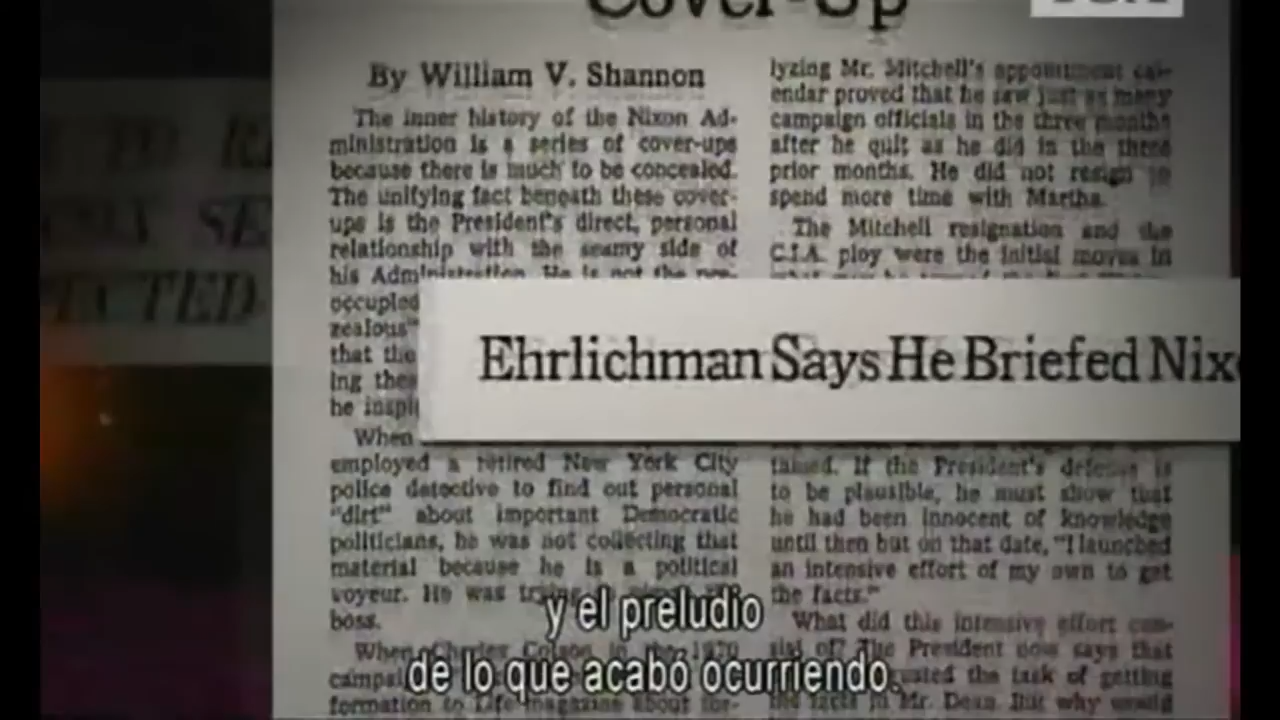 Cover-Up
By William V. Shannon
The inner history of the Nixon Ad-
ministration is a series of cover-ups
because there is much to be concealed.
The unifying fact beneath these cover-
ups is the President's direct, personal
relationship with the seamy side of
his Administration. He is not the
occupied
zealous"
that the
ing
he
When
employed a retired New York City
police detective to find out personal
"dirt" about important Democratic
politicians, he was not collecting that
material because he is a political
voyeur. He was
boss.
When Charles Colson in the 1970
formation to Life magazine about
lyzing Mr. Mitchell's appointment cal-
endar proved that he saw just as many
campaign officials in the three months
after he quit as he did in the three
prior months. He did not resign to
spend more time with Martha.
The Mitchell resignation and the
C.I.A. ploy were the initial moves in
Ehrlichman Says He Briefed Nix
tained. If the President's defense is
to be plausible, he must show that
he had been innocent of knowledge
until then but on that date, "I launched
an intensive effort of my own to get
the facts."
What did this intensive effort con-
sist of? The President now says that
the task of getting
the facts to Mr. Dean. But why would
y el preludio
de lo que acabó ocurriendo.